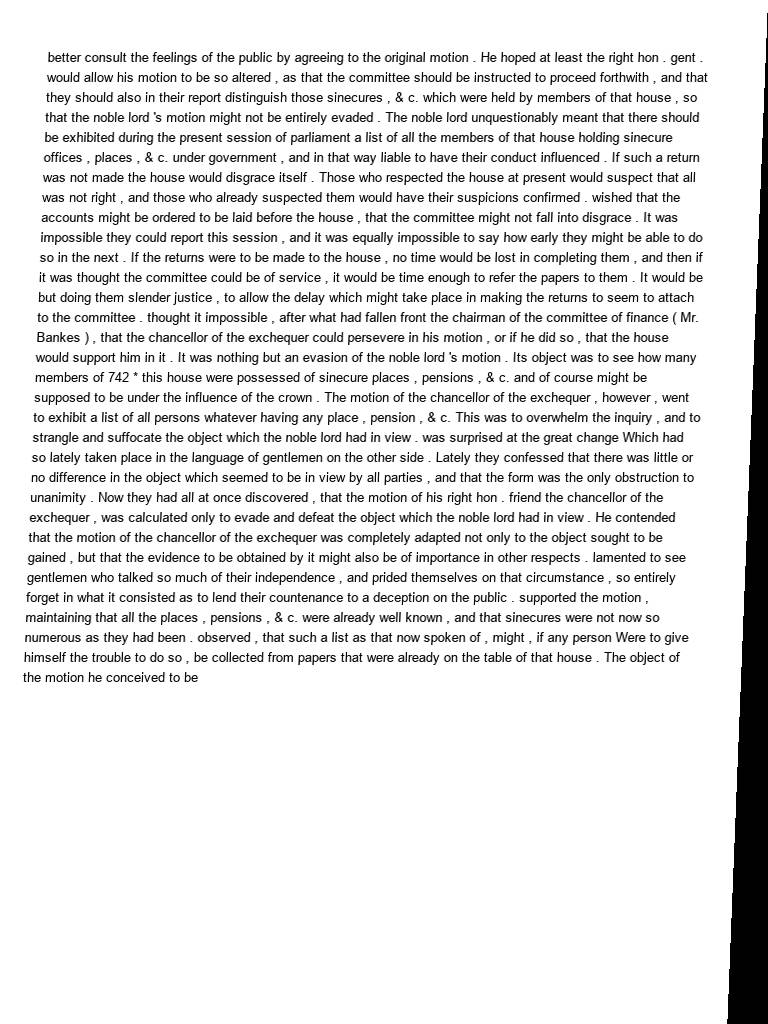 better consult the feelings of the public by agreeing to the original motion . He hoped at least the right hon . gent .
would allow his motion to be so altered , as that the committee should be instructed to proceed forthwith , and that
they should also in their report distinguish those sinecures , & c. which were held by members of that house , so
that the noble lord 's motion might not be entirely evaded . The noble lord unquestionably meant that there should
be exhibited during the present session of parliament a list of all the members of that house holding sinecure
offices , places , & c. under government , and in that way liable to have their conduct influenced . If such a return
was not made the house would disgrace itself . Those who respected the house at present would suspect that all
was not right , and those who already suspected them would have their suspicions confirmed . wished that the
accounts might be ordered to be laid before the house , that the committee might not fall into disgrace . It was
impossible they could report this session , and it was equally impossible to say how early they might be able to do
so in the next . If the returns were to be made to the house , no time would be lost in completing them , and then if
it was thought the committee could be of service , it would be time enough to refer the papers to them . It would be
but doing them slender justice , to allow the delay which might take place in making the returns to seem to attach
to the committee . thought it impossible , after what had fallen front the chairman of the committee of finance ( Mr.
Bankes ) , that the chancellor of the exchequer could persevere in his motion , or if he did so , that the house
would support him in it . It was nothing but an evasion of the noble lord 's motion . Its object was to see how many
members of 742 * this house were possessed of sinecure places , pensions , & c. and of course might be
supposed to be under the influence of the crown . The motion of the chancellor of the exchequer , however , went
to exhibit a list of all persons whatever having any place , pension , & c. This was to overwhelm the inquiry , and to
strangle and suffocate the object which the noble lord had in view . was surprised at the great change Which had
so lately taken place in the language of gentlemen on the other side . Lately they confessed that there was little or
no difference in the object which seemed to be in view by all parties , and that the form was the only obstruction to
unanimity . Now they had all at once discovered , that the motion of his right hon . friend the chancellor of the
exchequer , was calculated only to evade and defeat the object which the noble lord had in view . He contended
that the motion of the chancellor of the exchequer was completely adapted not only to the object sought to be
gained , but that the evidence to be obtained by it might also be of importance in other respects . lamented to see
gentlemen who talked so much of their independence , and prided themselves on that circumstance , so entirely
forget in what it consisted as to lend their countenance to a deception on the public . supported the motion ,
maintaining that all the places , pensions , & c. were already well known , and that sinecures were not now so
numerous as they had been . observed , that such a list as that now spoken of , might , if any person Were to give
himself the trouble to do so , be collected from papers that were already on the table of that house . The object of
the motion he conceived to be